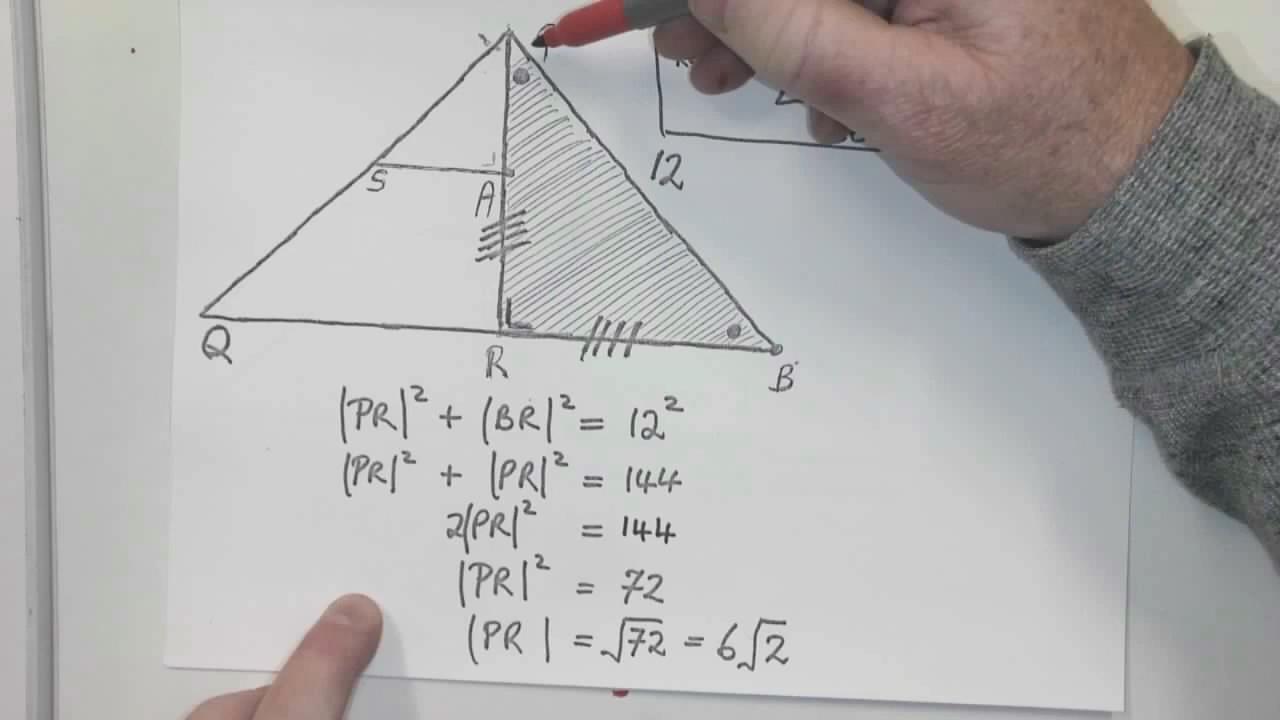 12
S
A
Q
R
B
|PR|² + |BR|² = 12²
|PR|² + |PR|² = 144
2|PR|² = 144
|PR|² = 72
|PR| = √72 = 6√2